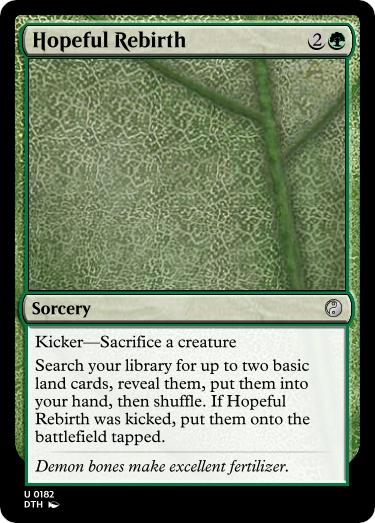 Hopeful Rebirth 2
Sorcery
Kicker—Sacrifice a creature
Search your library for up to two basic
land cards, reveal them, put them into
your hand, then shuffle. If Hopeful
Rebirth was kicked, put them onto the
battlefield tapped.
Demon bones make excellent fertilizer.
U 0182
DTH